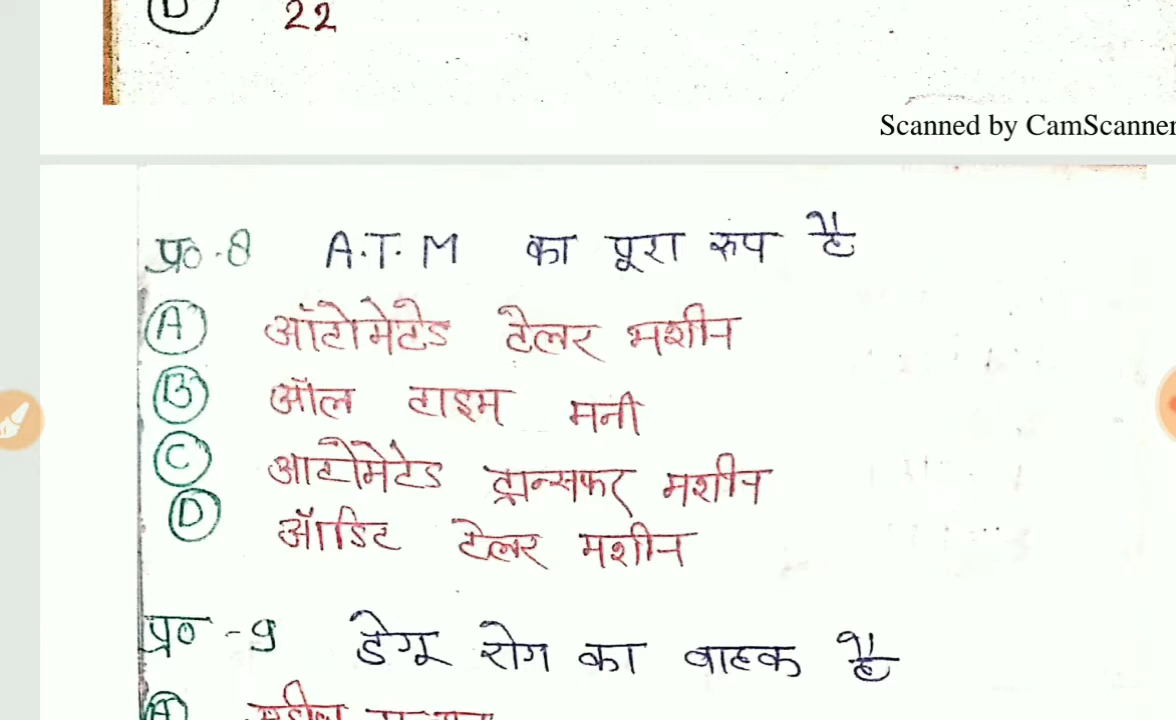 D 22
Scanned by CamScanner
प्र० -8 A.T.M का पूरा रूप है
A ऑटोमेटेड टेलर मशीन
B ऑल टाइम मनी
C आटोमेटेड ट्रान्सफर मशीन
D ऑडिट टेलर मशीन
प्र० -9 डेगू रोग का वाहक है
A